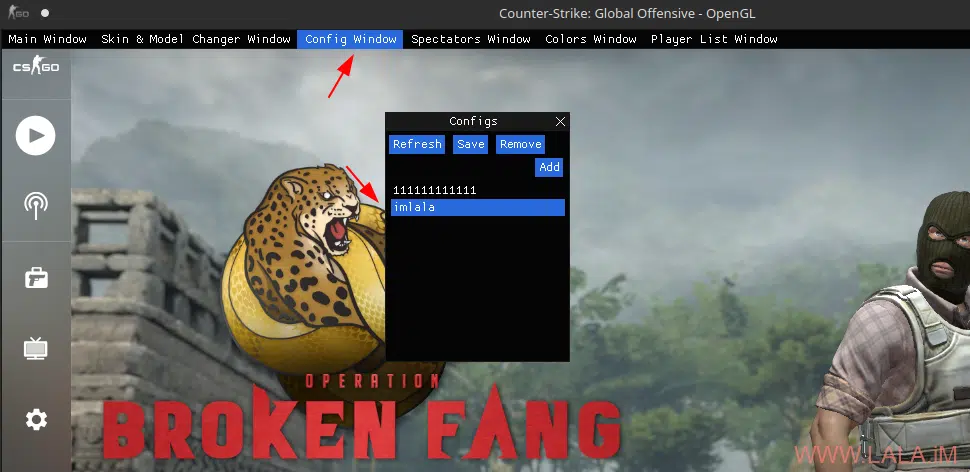 GO
Counter-Strike: Global Offensive - OpenGL
Main Window Skin & Model Changer Window Config Window Spectators Window Colors Window Player List Window
CS GO
Configs
Refresh Save Remove
Add
111111111111
imlala
OPERATION
BROKEN FANG
WWW.LALA.IM